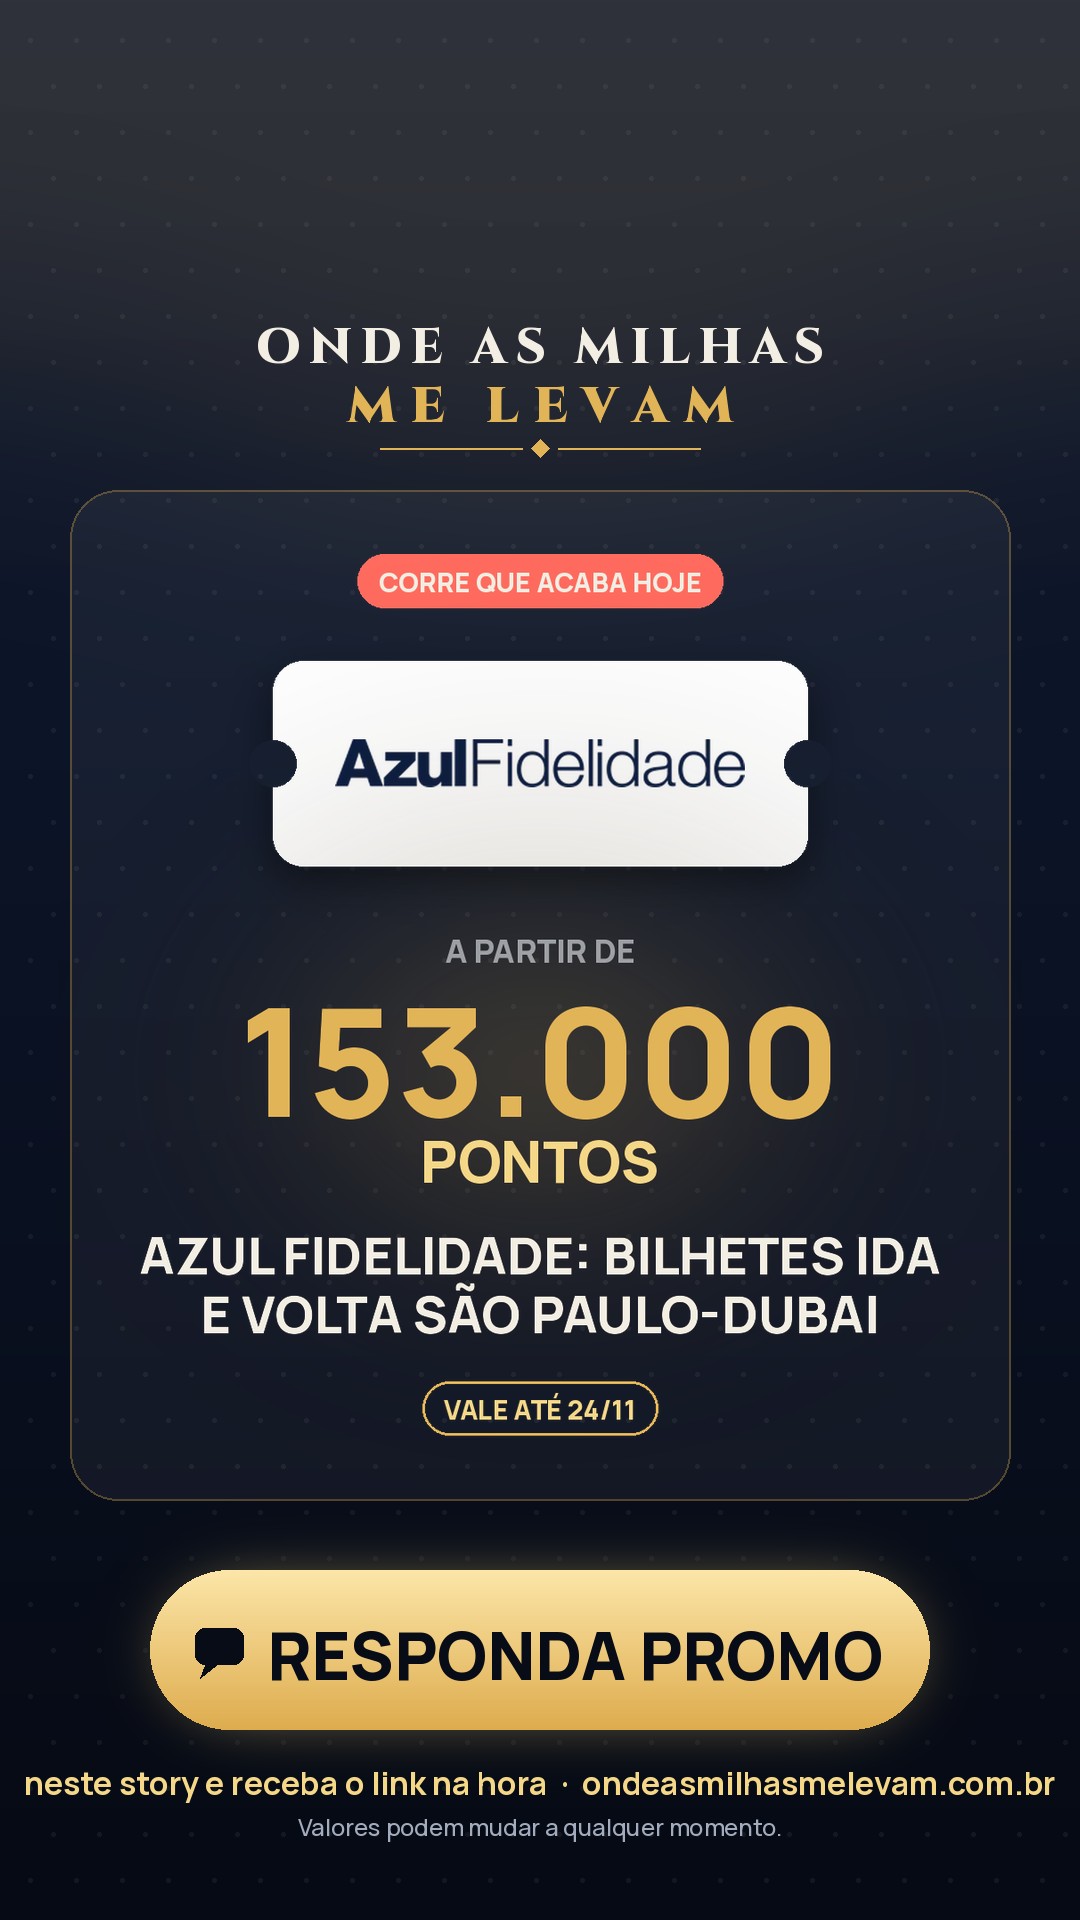 ONDE AS MILHAS
ME LEVAM
CORRE QUE ACABA HOJE
AzulFidelidade
A PARTIR DE
153.000
PONTOS
AZUL FIDELIDADE: BILHETES IDA
E VOLTA SÃO PAULO-DUBAI
VALE ATÉ 24/11
RESPONDA PROMO
neste story e receba o link na hora · ondeasmilhasmelevam.com.br
Valores podem mudar a qualquer momento.